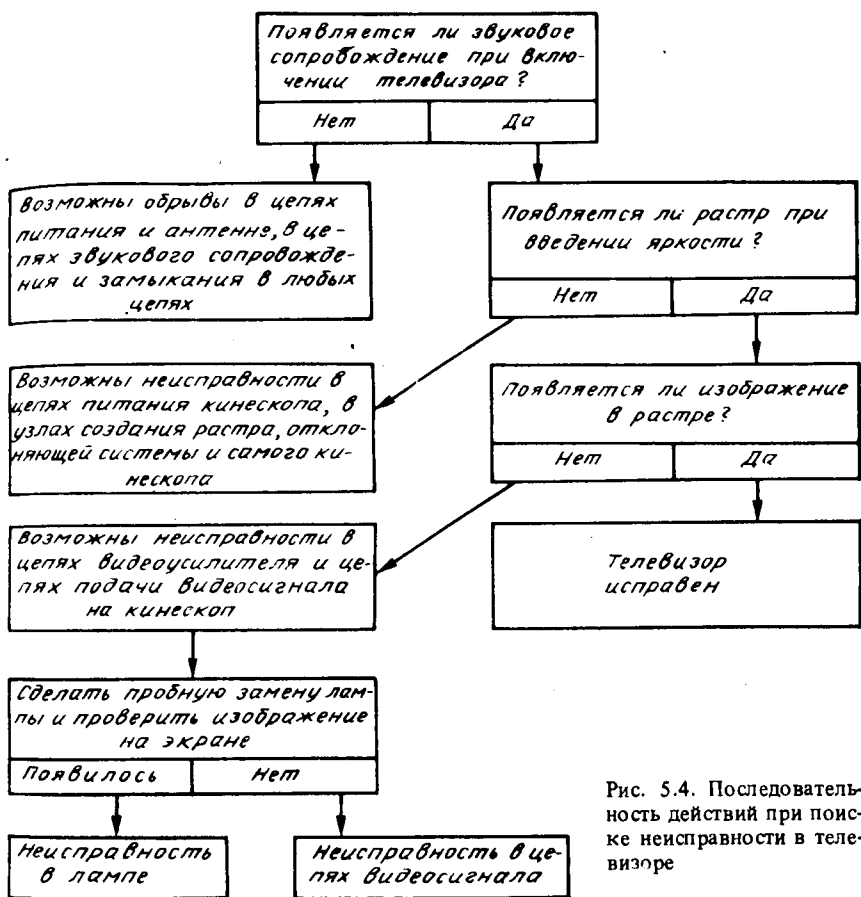 Появляется ли звуковое
сопровождение при вклю-
чении телевизора?
Нет
Да
Возможны обрывы в цепях
питания и антенне, в це-
пях звукового сопровожде-
ния и замыкания в любых
цепях
Появляется ли растр при
введении яркости?
Нет
Да
Возможны неисправности в
цепях питания кинескопа, в
узлах создания растра, откло-
няющей системы и самого ки-
нескопа
Появляется ли изображение
в растре?
Нет
Да
Возможны неисправности в
цепях видеоусилителя и це-
пях подачи видеосигнала
на кинескоп
Телевизор
исправен
Сделать пробную замену лам-
пы и проверить изображение
на экране
Появилось
Нет
Неисправность
в лампе
Неисправность в це-
пях видеосигнала
Рис. 5.4. Последователь-
ность действий при поис-
ке неисправности в теле-
визоре